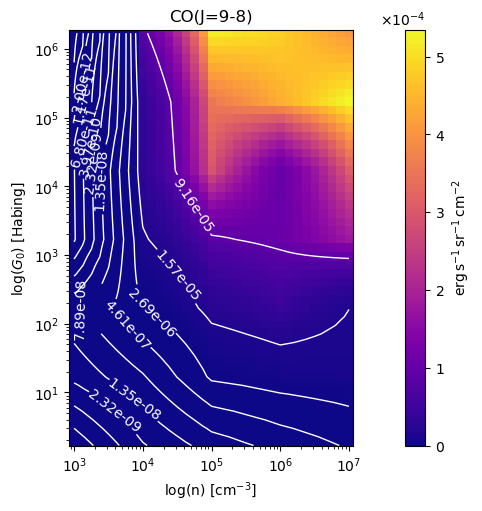 CO(J=9-8)
×10⁻⁴
log(G₀) [Habing]
10⁶
10⁵
10⁴
10³
10²
10¹
2.32e-09
1.35e-08
7.89e-08
9.16e-05
1.57e-05
2.69e-06
4.61e-07
1.35e-08
2.32e-09
10³ 10⁴ 10⁵ 10⁶ 10⁷
log(n) [cm⁻³]
5
4
3
2
1
0
erg s⁻¹ sr⁻¹ cm⁻²